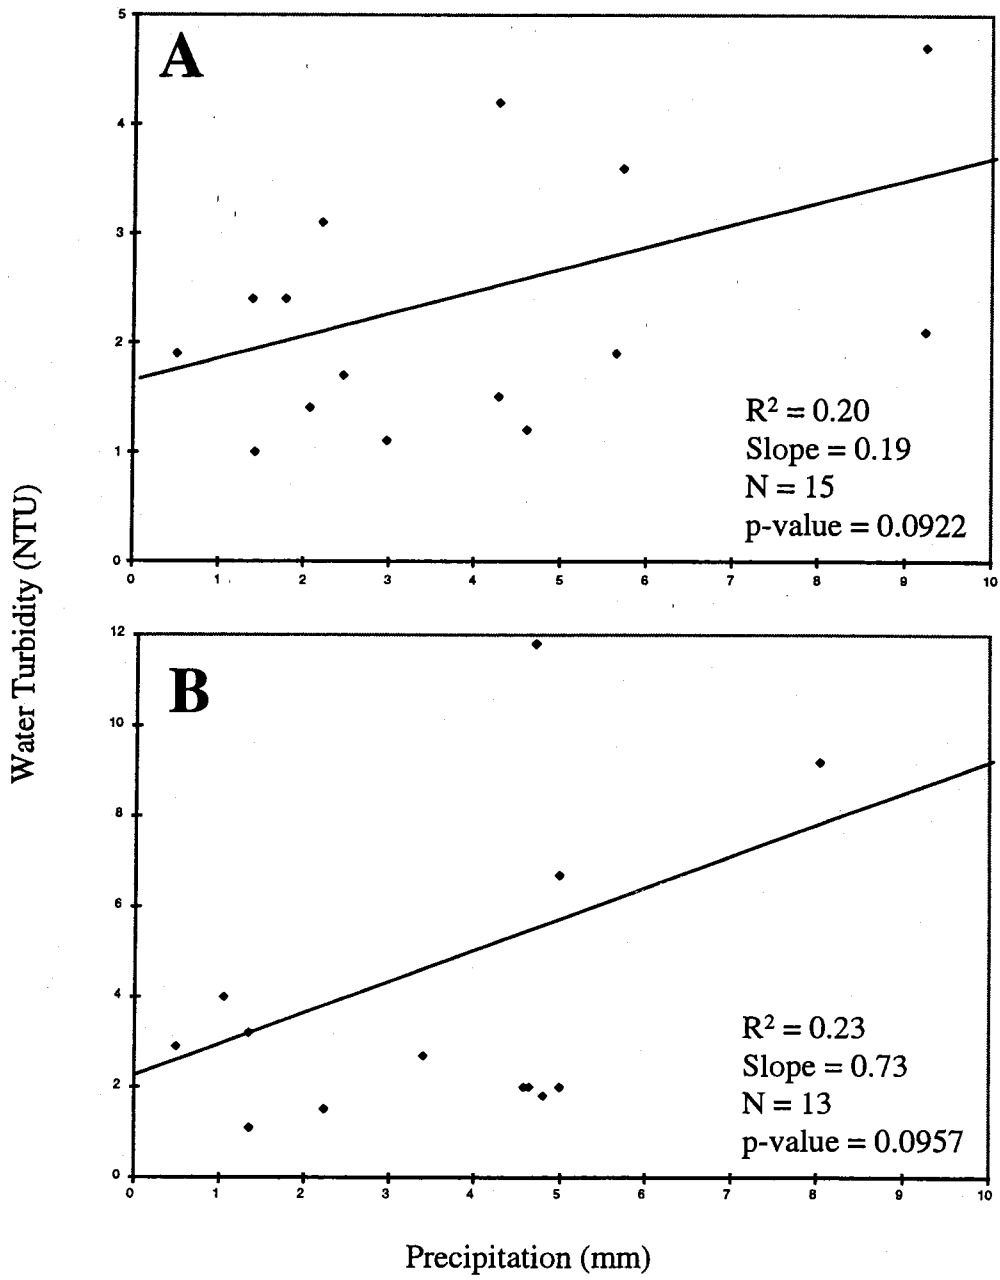 Water Turbidity (NTU)
A
5
4
3
2
1
0
0 1 2 3 4 5 6 7 8 9 10
R² = 0.20
Slope = 0.19
N = 15
p-value = 0.0922
B
12
10
8
6
4
2
0
0 1 2 3 4 5 6 7 8 9 10
R² = 0.23
Slope = 0.73
N = 13
p-value = 0.0957
Precipitation (mm)